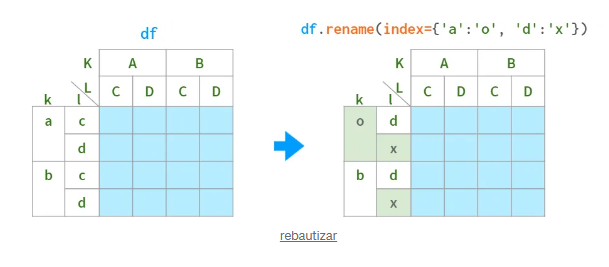 df
df.rename(index={'a':'o', 'd':'x'})
K A B
L C D C D
k l
a c
d
b c
d
K A B
L C D C D
k l
o d
x
b d
x
rebautizar